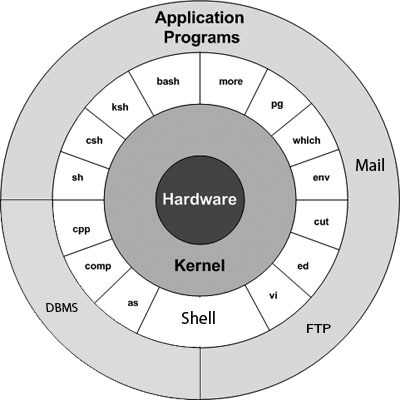 Application
Programs
bash
more
ksh
pg
csh
which
sh
env
Mail
Hardware
cpp
cut
comp
Kernel
ed
as
Shell
vi
DBMS
FTP